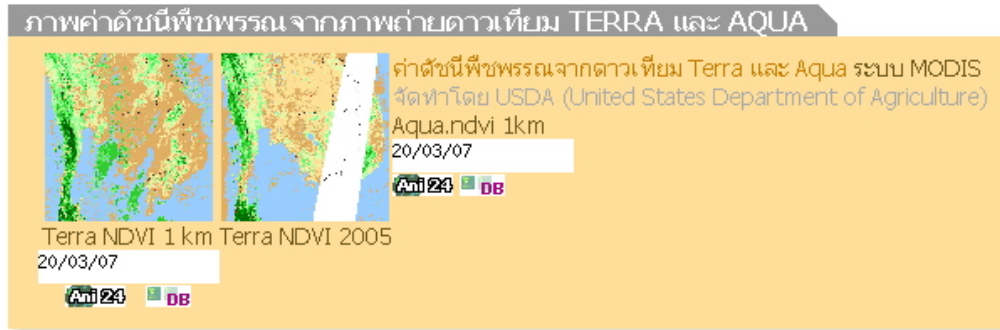 ภาพค่าดัชนีพืชพรรณจากภาพถ่ายดาวเทียม TERRA และ AQUA
ค่าดัชนีพืชพรรณจากดาวเทียม Terra และ Aqua ระบบ MODIS
จัดทำโดย USDA (United States Department of Agriculture)
Aqua.ndvi 1km
20/03/07
Ani 24 DB
Terra NDVI 1 km Terra NDVI 2005
20/03/07
Ani 24 DB